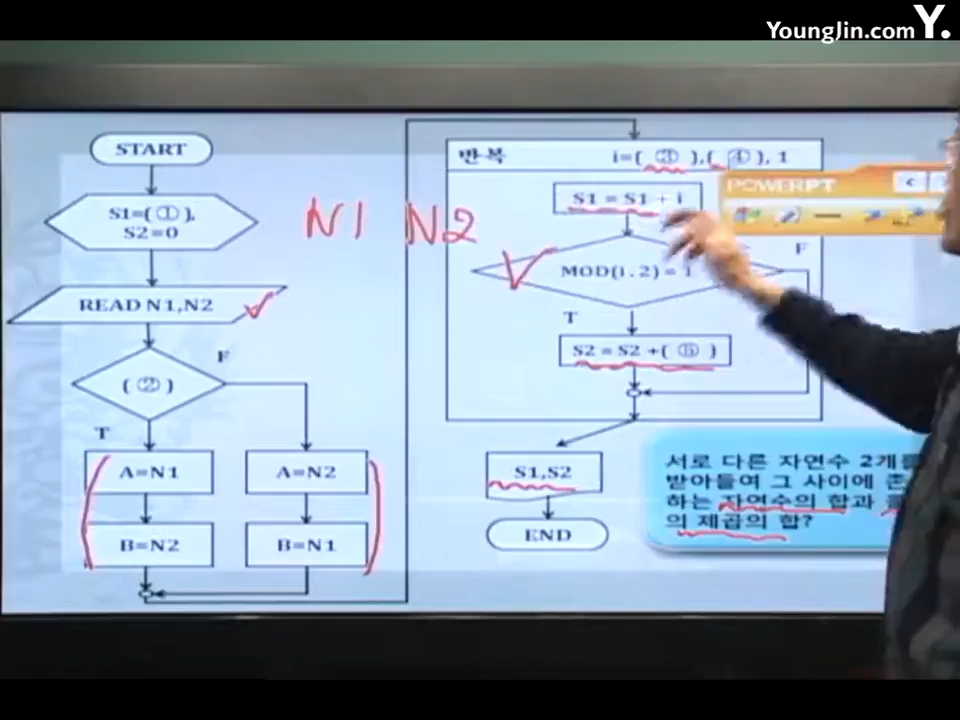 YoungJin.com Y.
START
S1=(①),
S2=0
N1 N2
READ N1,N2
(②)
F
T
A=N1
A=N2
B=N2
B=N1
반복 i=(③),(④), 1
S1 = S1 + i
MOD(i.2) = 
F
T
S2 = S2 +(⑤)
S1,S2
END
POWERPT
서로 다른 자연수 2개를
받아들여 그 사이에 존
하는 자연수의 합과
의 제곱의 합?